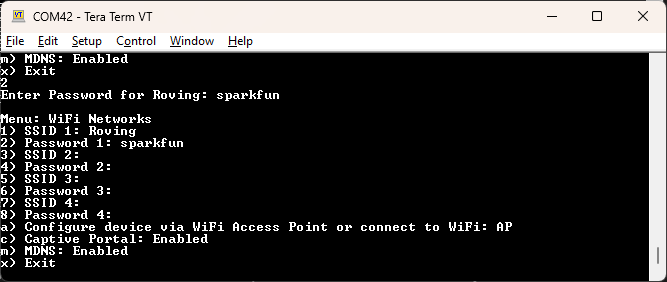 COM42 - Tera Term VT
File Edit Setup Control Window Help
m) MDNS: Enabled
x) Exit
2
Enter Password for Roving: sparkfun
Menu: WiFi Networks
1) SSID 1: Roving
2) Password 1: sparkfun
3) SSID 2:
4) Password 2:
5) SSID 3:
6) Password 3:
7) SSID 4:
8) Password 4:
a) Configure device via WiFi Access Point or connect to WiFi: AP
c) Captive Portal: Enabled
m) MDNS: Enabled
x) Exit